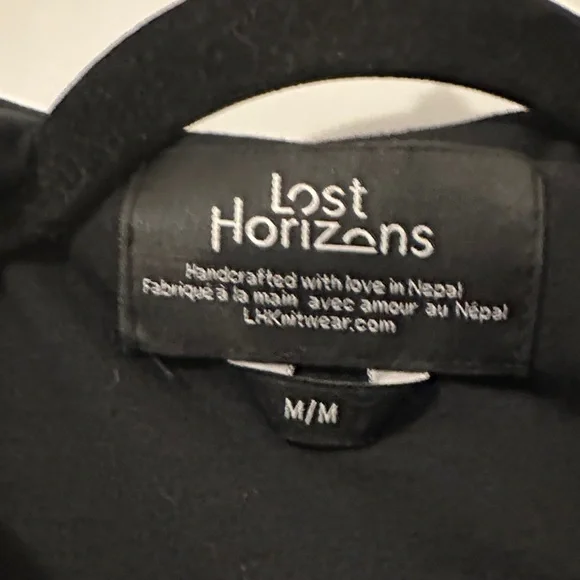 Lost
Horizons
Handcrafted with love in Nepal
Fabriqué à la main avec amour au Népal
LHKnitwear.com
M/M